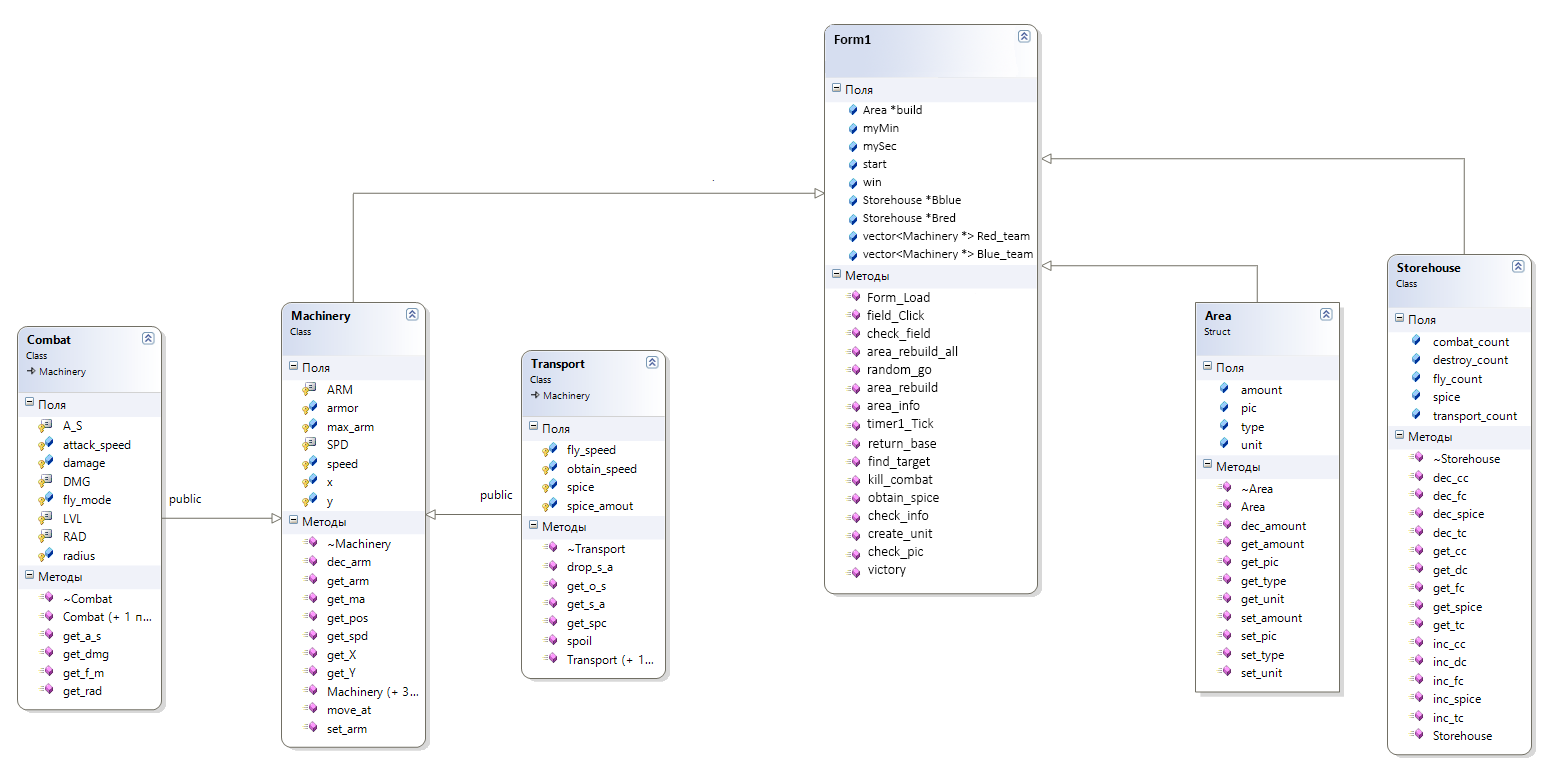 Form1
Поля
Area *build
myMin
mySec
start
win
Storehouse *Bblue
Storehouse *Bred
vector<Machinery *> Red_team
vector<Machinery *> Blue_team
Методы
Form_Load
field_Click
check_field
area_rebuild_all
random_go
area_rebuild
area_info
timer1_Tick
return_base
find_target
kill_combat
obtain_spice
check_info
create_unit
check_pic
victory
Combat
Class
Machinery
Поля
A_S
attack_speed
damage
DMG
fly_mode
LVL
RAD
radius
Методы
~Combat
Combat (+ 1 п...
get_a_s
get_dmg
get_f_m
get_rad
public
Machinery
Class
Поля
ARM
armor
max_arm
SPD
speed
x
y
Методы
~Machinery
dec_arm
get_arm
get_ma
get_pos
get_spd
get_X
get_Y
Machinery (+ 3...
move_at
set_arm
public
Transport
Class
Machinery
Поля
fly_speed
obtain_speed
spice
spice_amout
Методы
~Transport
drop_s_a
get_o_s
get_s_a
get_spc
spoil
Transport (+ 1...
Area
Struct
Поля
amount
pic
type
unit
Методы
~Area
Area
dec_amount
get_amount
get_pic
get_type
get_unit
set_amount
set_pic
set_type
set_unit
Storehouse
Class
Поля
combat_count
destroy_count
fly_count
spice
transport_count
Методы
~Storehouse
dec_cc
dec_fc
dec_spice
dec_tc
get_cc
get_dc
get_fc
get_spice
get_tc
inc_cc
inc_dc
inc_fc
inc_spice
inc_tc
Storehouse